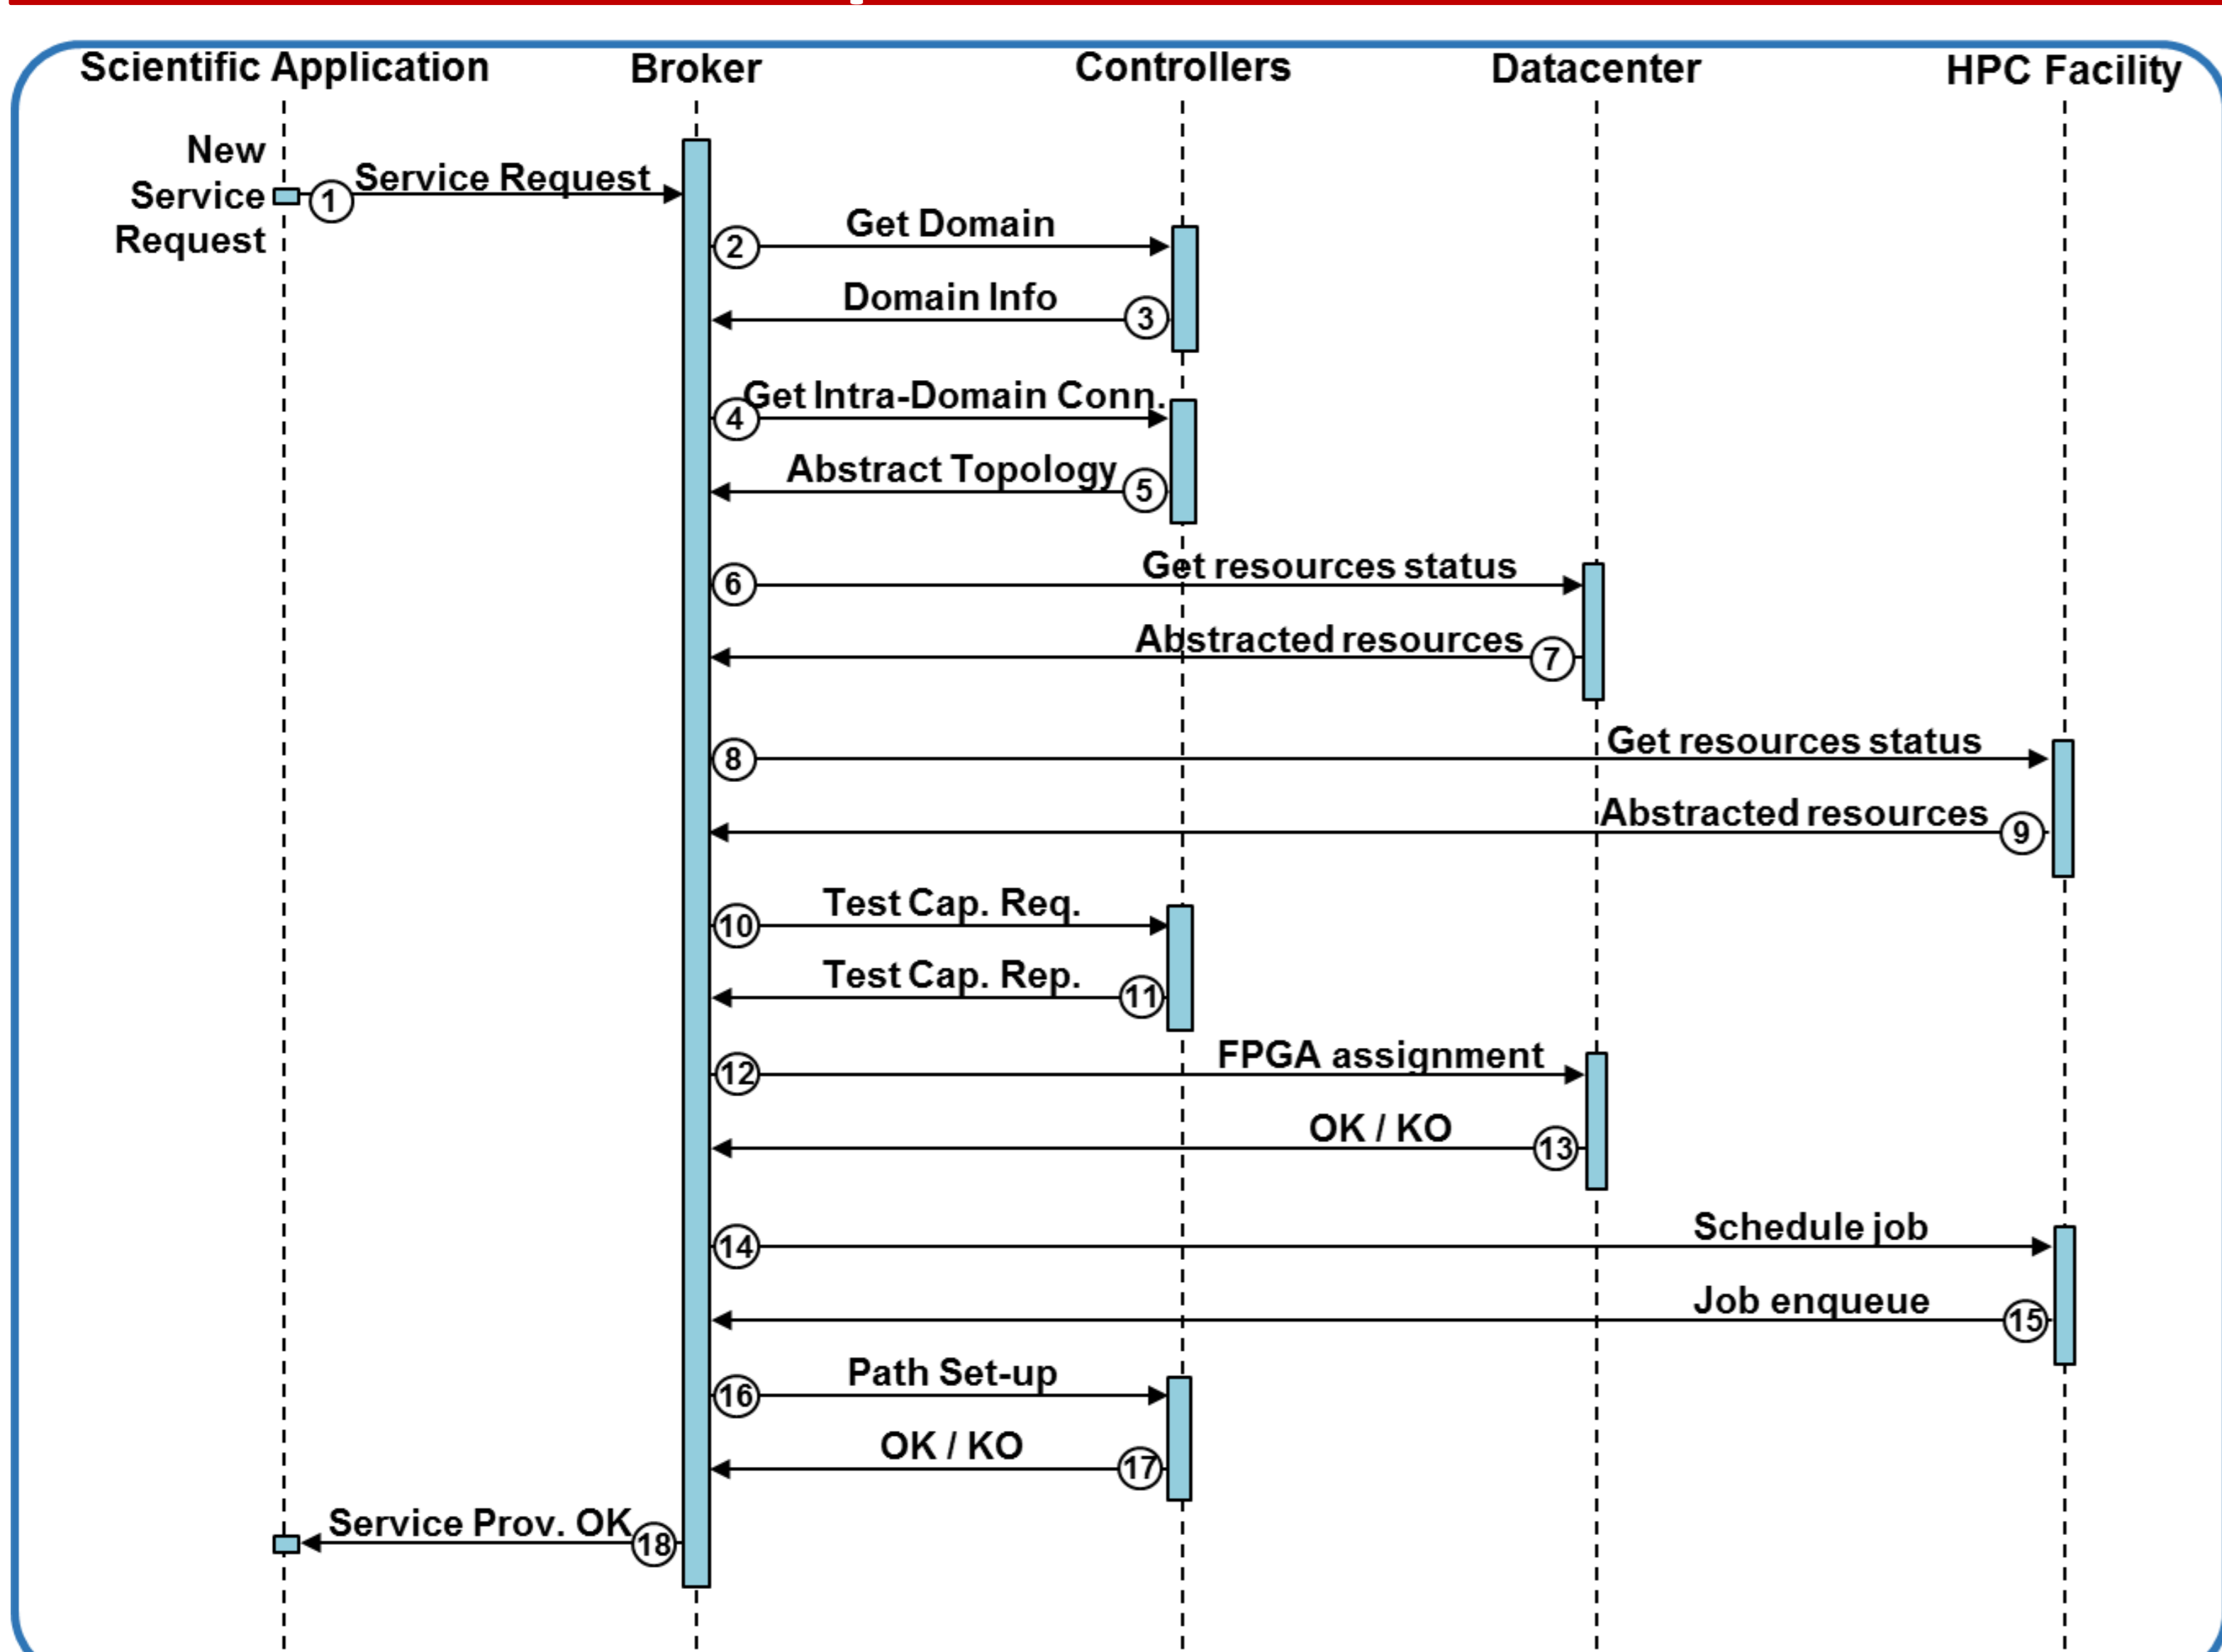 Scientific Application
Broker
Controllers
Datacenter
HPC Facility
New
Service
Request
1
Service Request
2
Get Domain
Domain Info
3
4
Get Intra-Domain Conn.
Abstract Topology
5
6
Get resources status
Abstracted resources
7
8
Get resources status
Abstracted resources
9
10
Test Cap. Req.
Test Cap. Rep.
11
12
FPGA assignment
OK / KO
13
14
Schedule job
Job enqueue
15
16
Path Set-up
OK / KO
17
Service Prov. OK
18